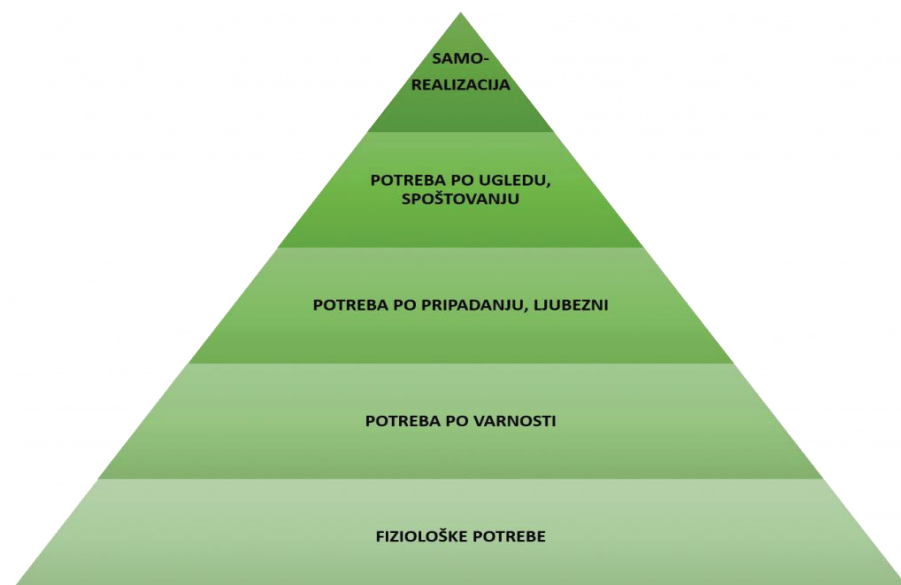 SAMO-
REALIZACIJA
POTREBA PO UGLEDU,
SPOŠTOVANJU
POTREBA PO PRIPADANJU, LJUBEZNI
POTREBA PO VARNOSTI
FIZIOLOŠKE POTREBE